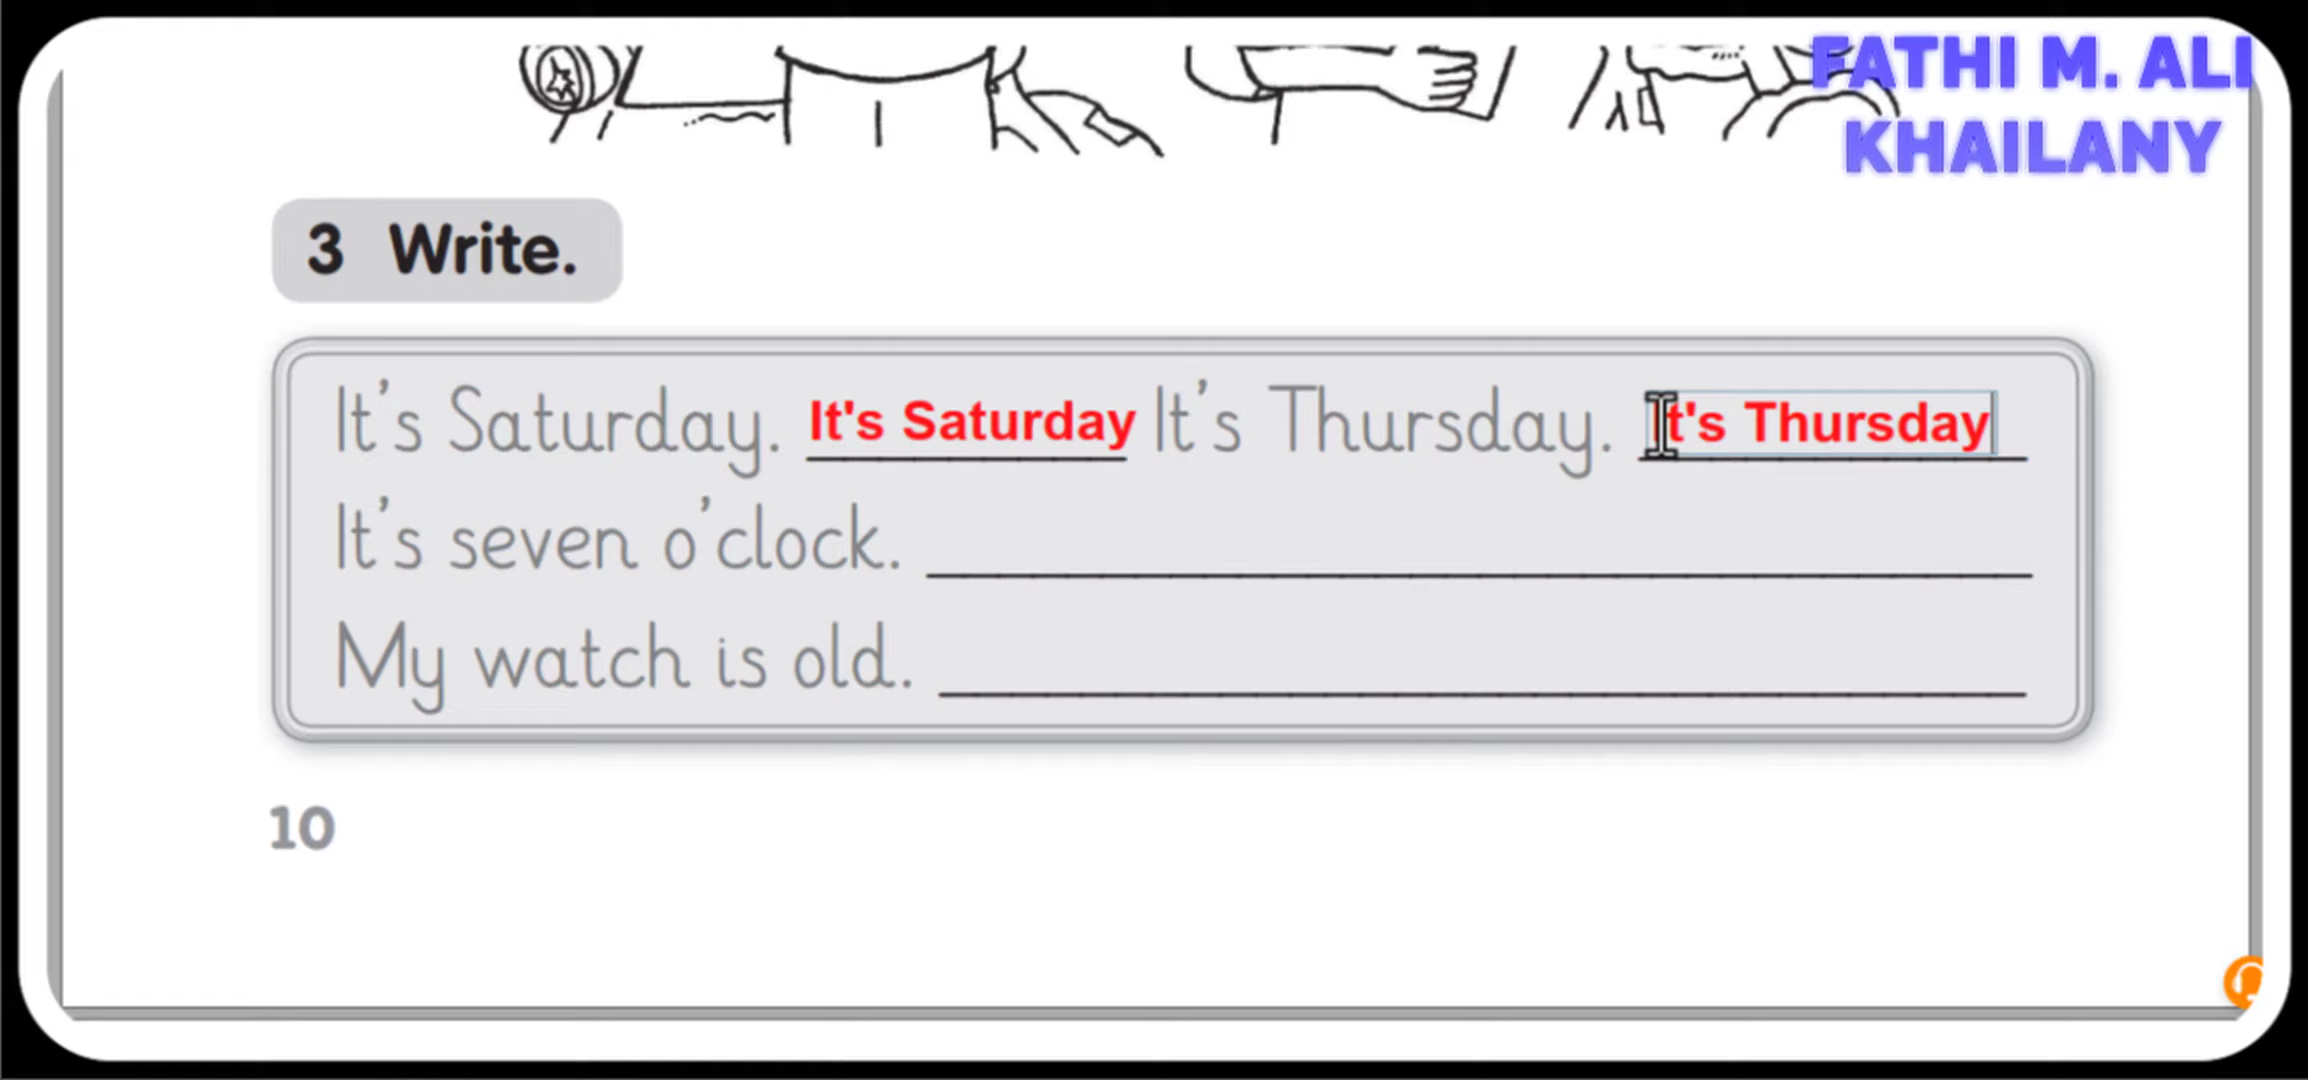 FATHI M. ALI
KHAILANY
3 Write.
It's Saturday. It's Saturday It's Thursday. It's Thursday
It's seven o'clock.
My watch is old.
10